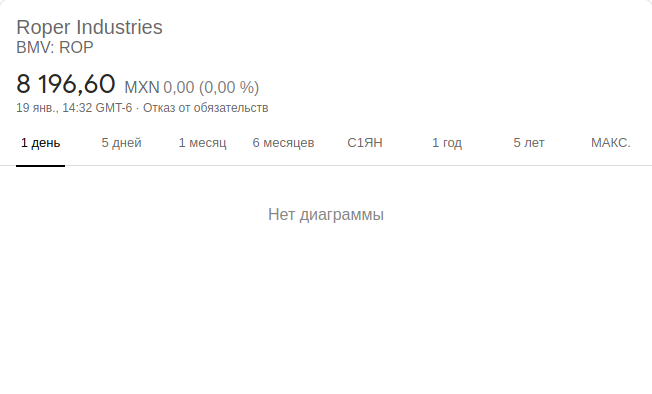 Roper Industries
BMV: ROP
8 196,60 MXN 0,00 (0,00 %)
19 янв., 14:32 GMT-6 · Отказ от обязательств
1 день 5 дней 1 месяц 6 месяцев С1ЯН 1 год 5 лет МАКС.
Нет диаграммы